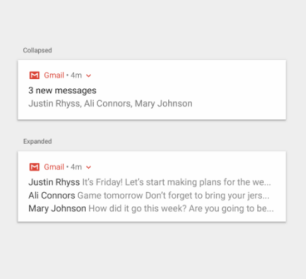 Collapsed
Gmail • 4m
3 new messages
Justin Rhyss, Ali Connors, Mary Johnson
Expanded
Gmail • 4m
Justin Rhyss It's Friday! Let's start making plans for the we...
Ali Connors Game tomorrow Don't forget to bring your jers...
Mary Johnson How did it go this week? Are you going to be...